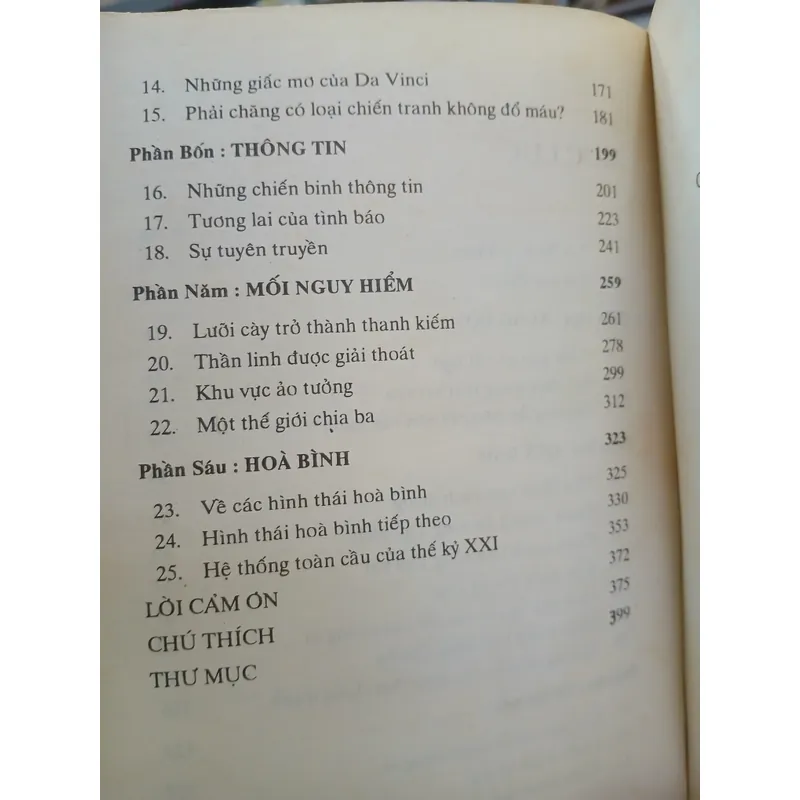 14. Những giấc mơ của Da Vinci 171
15. Phải chăng có loại chiến tranh không đổ máu? 181
Phần Bốn : THÔNG TIN 199
16. Những chiến binh thông tin 201
17. Tương lai của tình báo 223
18. Sự tuyên truyền 241
Phần Năm : MỐI NGUY HIỂM 259
19. Lưỡi cày trở thành thanh kiếm 261
20. Thần linh được giải thoát 278
21. Khu vực ảo tưởng 299
22. Một thế giới chia ba 312
Phần Sáu : HOÀ BÌNH 323
23. Về các hình thái hoà bình 325
24. Hình thái hoà bình tiếp theo 330
25. Hệ thống toàn cầu của thế kỷ XXI 353
LỜI CẢM ƠN 372
CHÚ THÍCH 375
THƯ MỤC 399